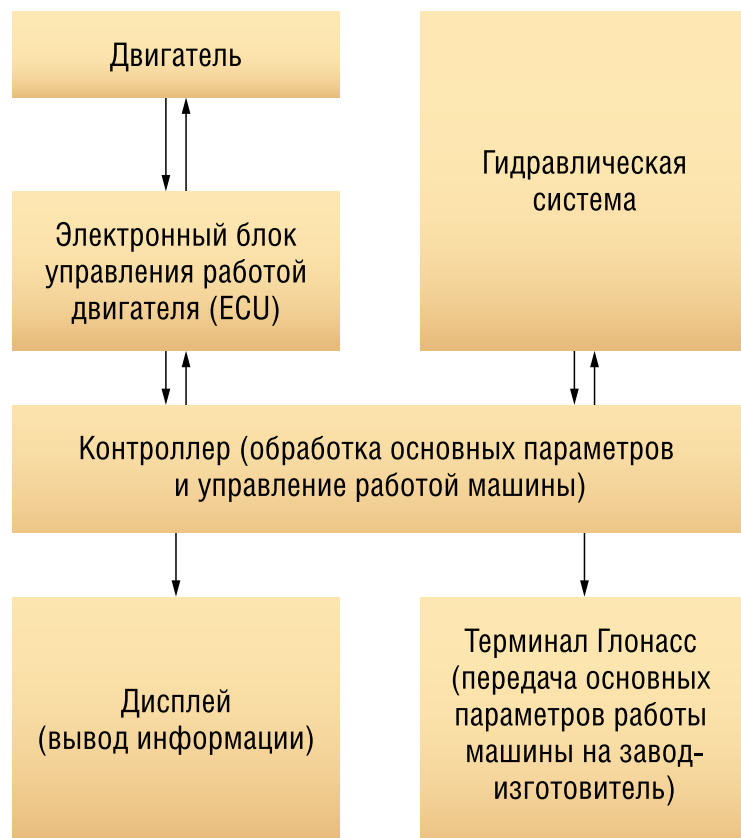 Двигатель
Гидравлическая
система
Электронный блок
управления работой
двигателя (ECU)
Контроллер (обработка основных параметров
и управление работой машины)
Дисплей
(вывод информации)
Терминал Глонасс
(передача основных
параметров работы
машины на завод-
изготовитель)